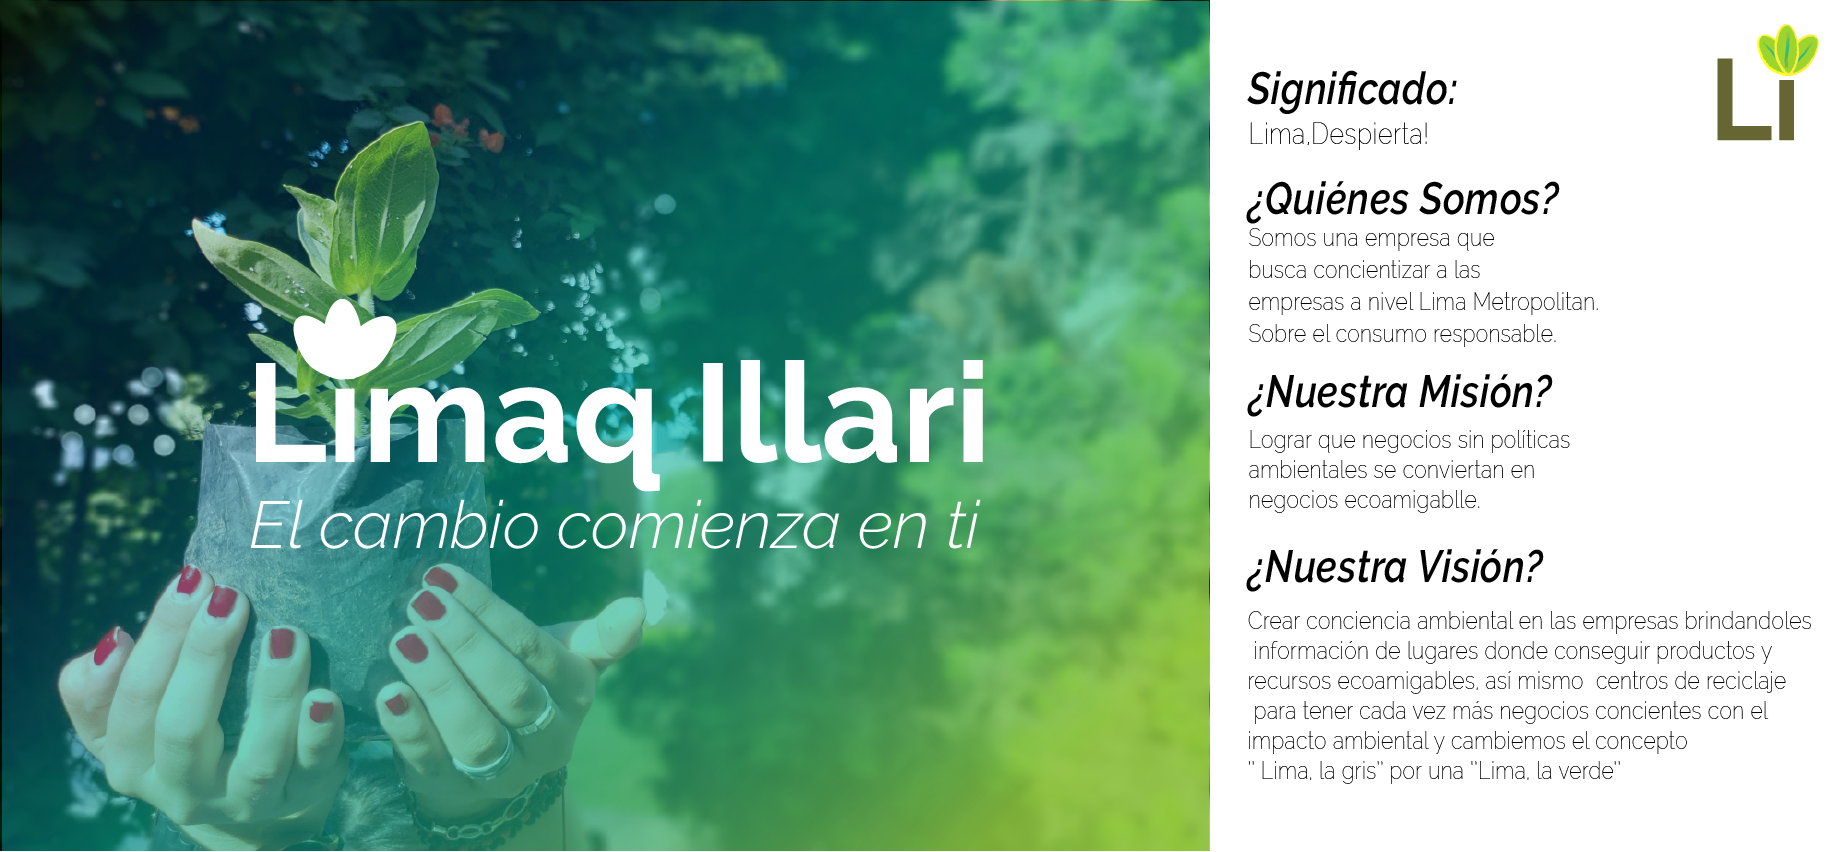 Limaq Illari
El cambio comienza en ti
Li
Significado:
Lima,Despierta!
¿Quiénes Somos?
Somos una empresa que
busca concientizar a las
empresas a nivel Lima Metropolitan.
Sobre el consumo responsable.
¿Nuestra Misión?
Lograr que negocios sin políticas
ambientales se conviertan en
negocios ecoamigablle.
¿Nuestra Visión?
Crear conciencia ambiental en las empresas brindandoles
información de lugares donde conseguir productos y
recursos ecoamigables, así mismo  centros de reciclaje
para tener cada vez más negocios concientes con el
impacto ambiental y cambiemos el concepto
" Lima, la gris" por una "Lima, la verde"